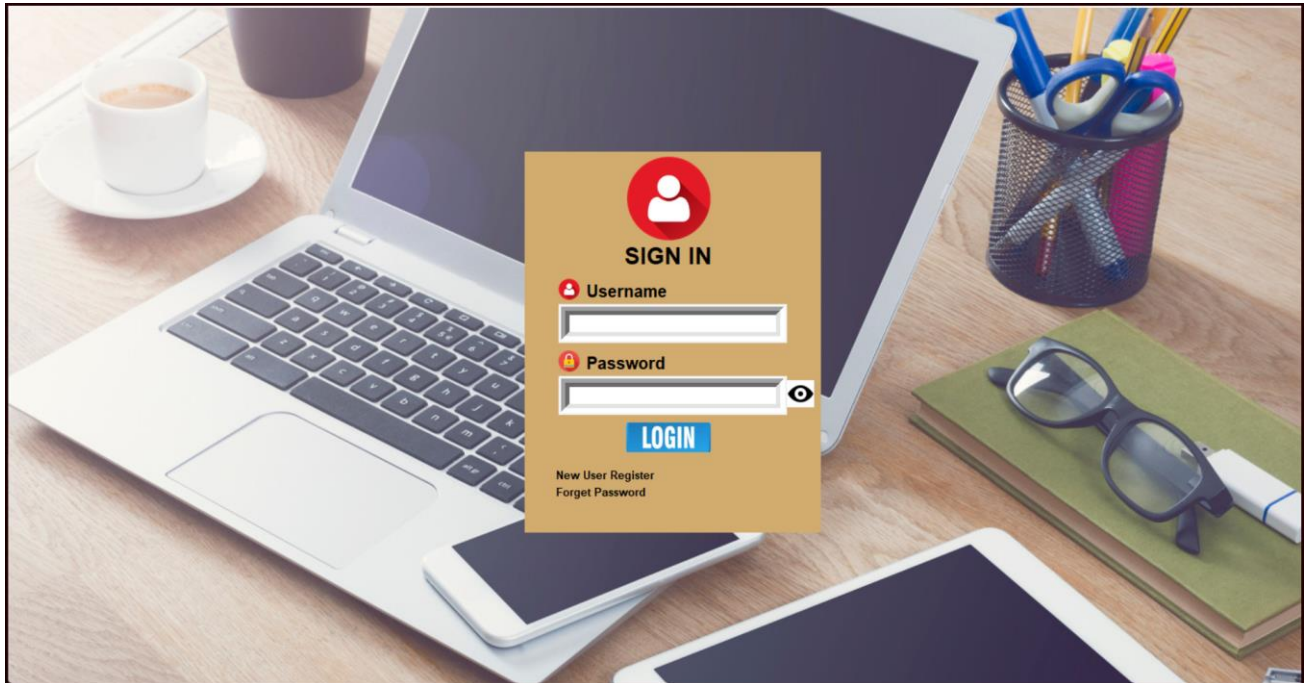 SIGN IN
Username
Password
LOGIN
New User Register
Forget Password